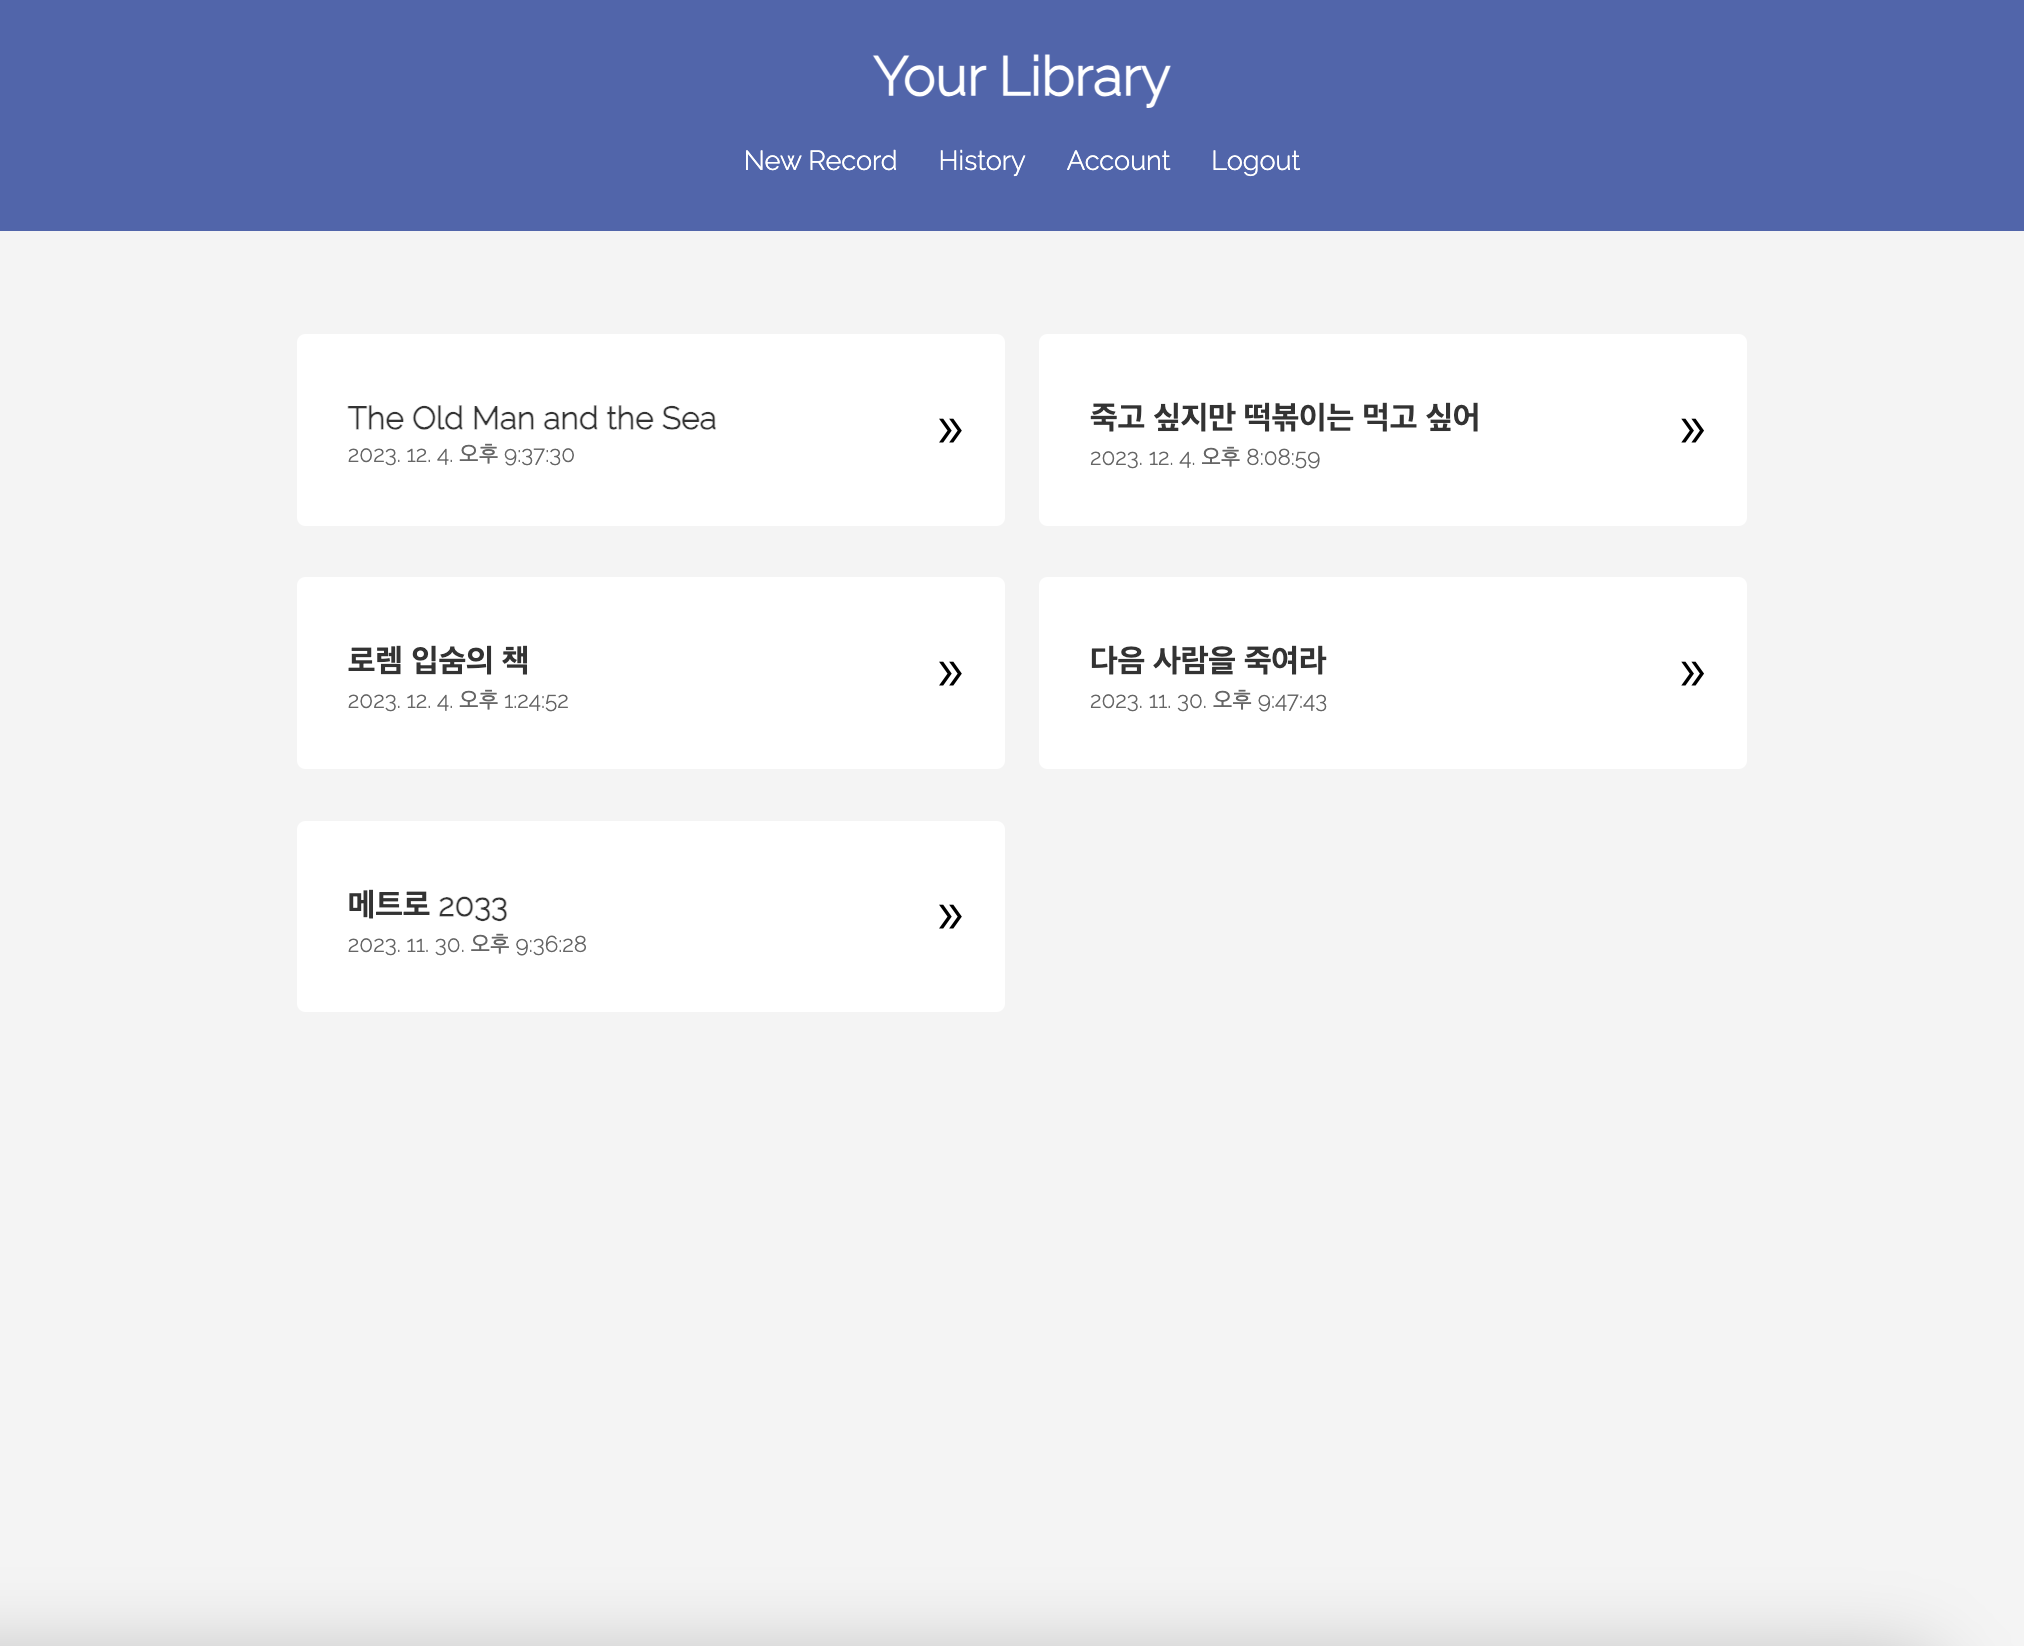 Your Library
New Record History Account Logout
The Old Man and the Sea
2023. 12. 4. 오후 9:37:30
»
죽고 싶지만 떡볶이는 먹고 싶어
2023. 12. 4. 오후 8:08:59
»
로렘 입숨의 책
2023. 12. 4. 오후 1:24:52
»
다음 사람을 죽여라
2023. 11. 30. 오후 9:47:43
»
메트로 2033
2023. 11. 30. 오후 9:36:28
»